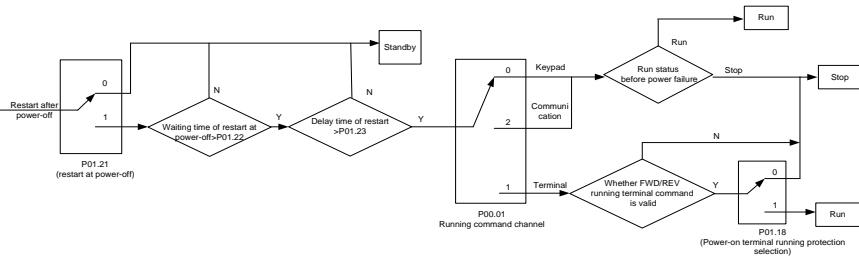 Run
Run
Standby
Keypad
0
Run status
before power failure
Stop
Stop
0
N
N
Restart after
power-off
1
Communi
cation
Waiting time of restart at
power-off>P01.22
Y
Delay time of restart
>P01.23
Y
2
N
P01.21
(restart at power-off)
1
Terminal
Whether FWD/REV
running terminal command
is valid
Y
0
1
Run
P00.01
Running command channel
P01.18
(Power-on terminal running protection
selection)